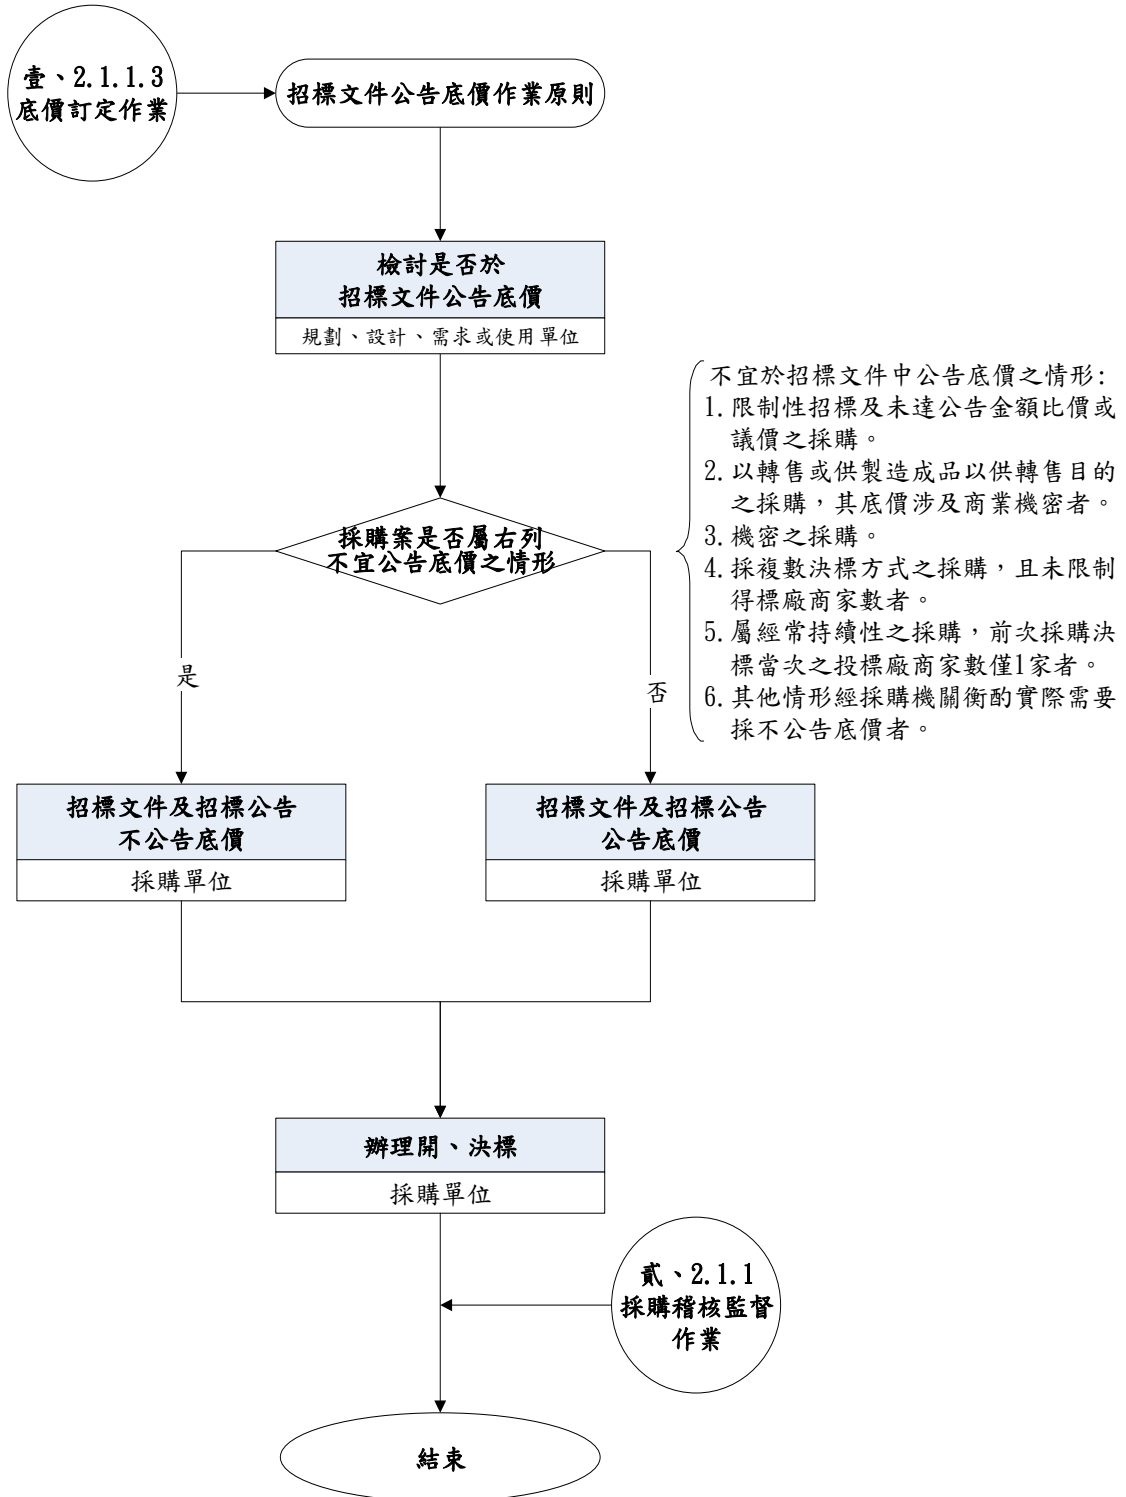 壹、2.1.1.3
底價訂定作業
招標文件公告底價作業原則
檢討是否於
招標文件公告底價
規劃、設計、需求或使用單位
不宜於招標文件中公告底價之情形:
1.限制性招標及未達公告金額比價或
議價之採購。
2.以轉售或供製造成品以供轉售目的
之採購，其底價涉及商業機密者。
3.機密之採購。
4.採複數決標方式之採購，且未限制
得標廠商家數者。
5.屬經常持續性之採購，前次採購決
標當次之投標廠商家數僅1家者。
6.其他情形經採購機關衡酌實際需要
採不公告底價者。
採購案是否屬右列
不宜公告底價之情形
是
否
招標文件及招標公告
不公告底價
採購單位
招標文件及招標公告
公告底價
採購單位
辦理開、決標
採購單位
貳、2.1.1
採購稽核監督
作業
結束